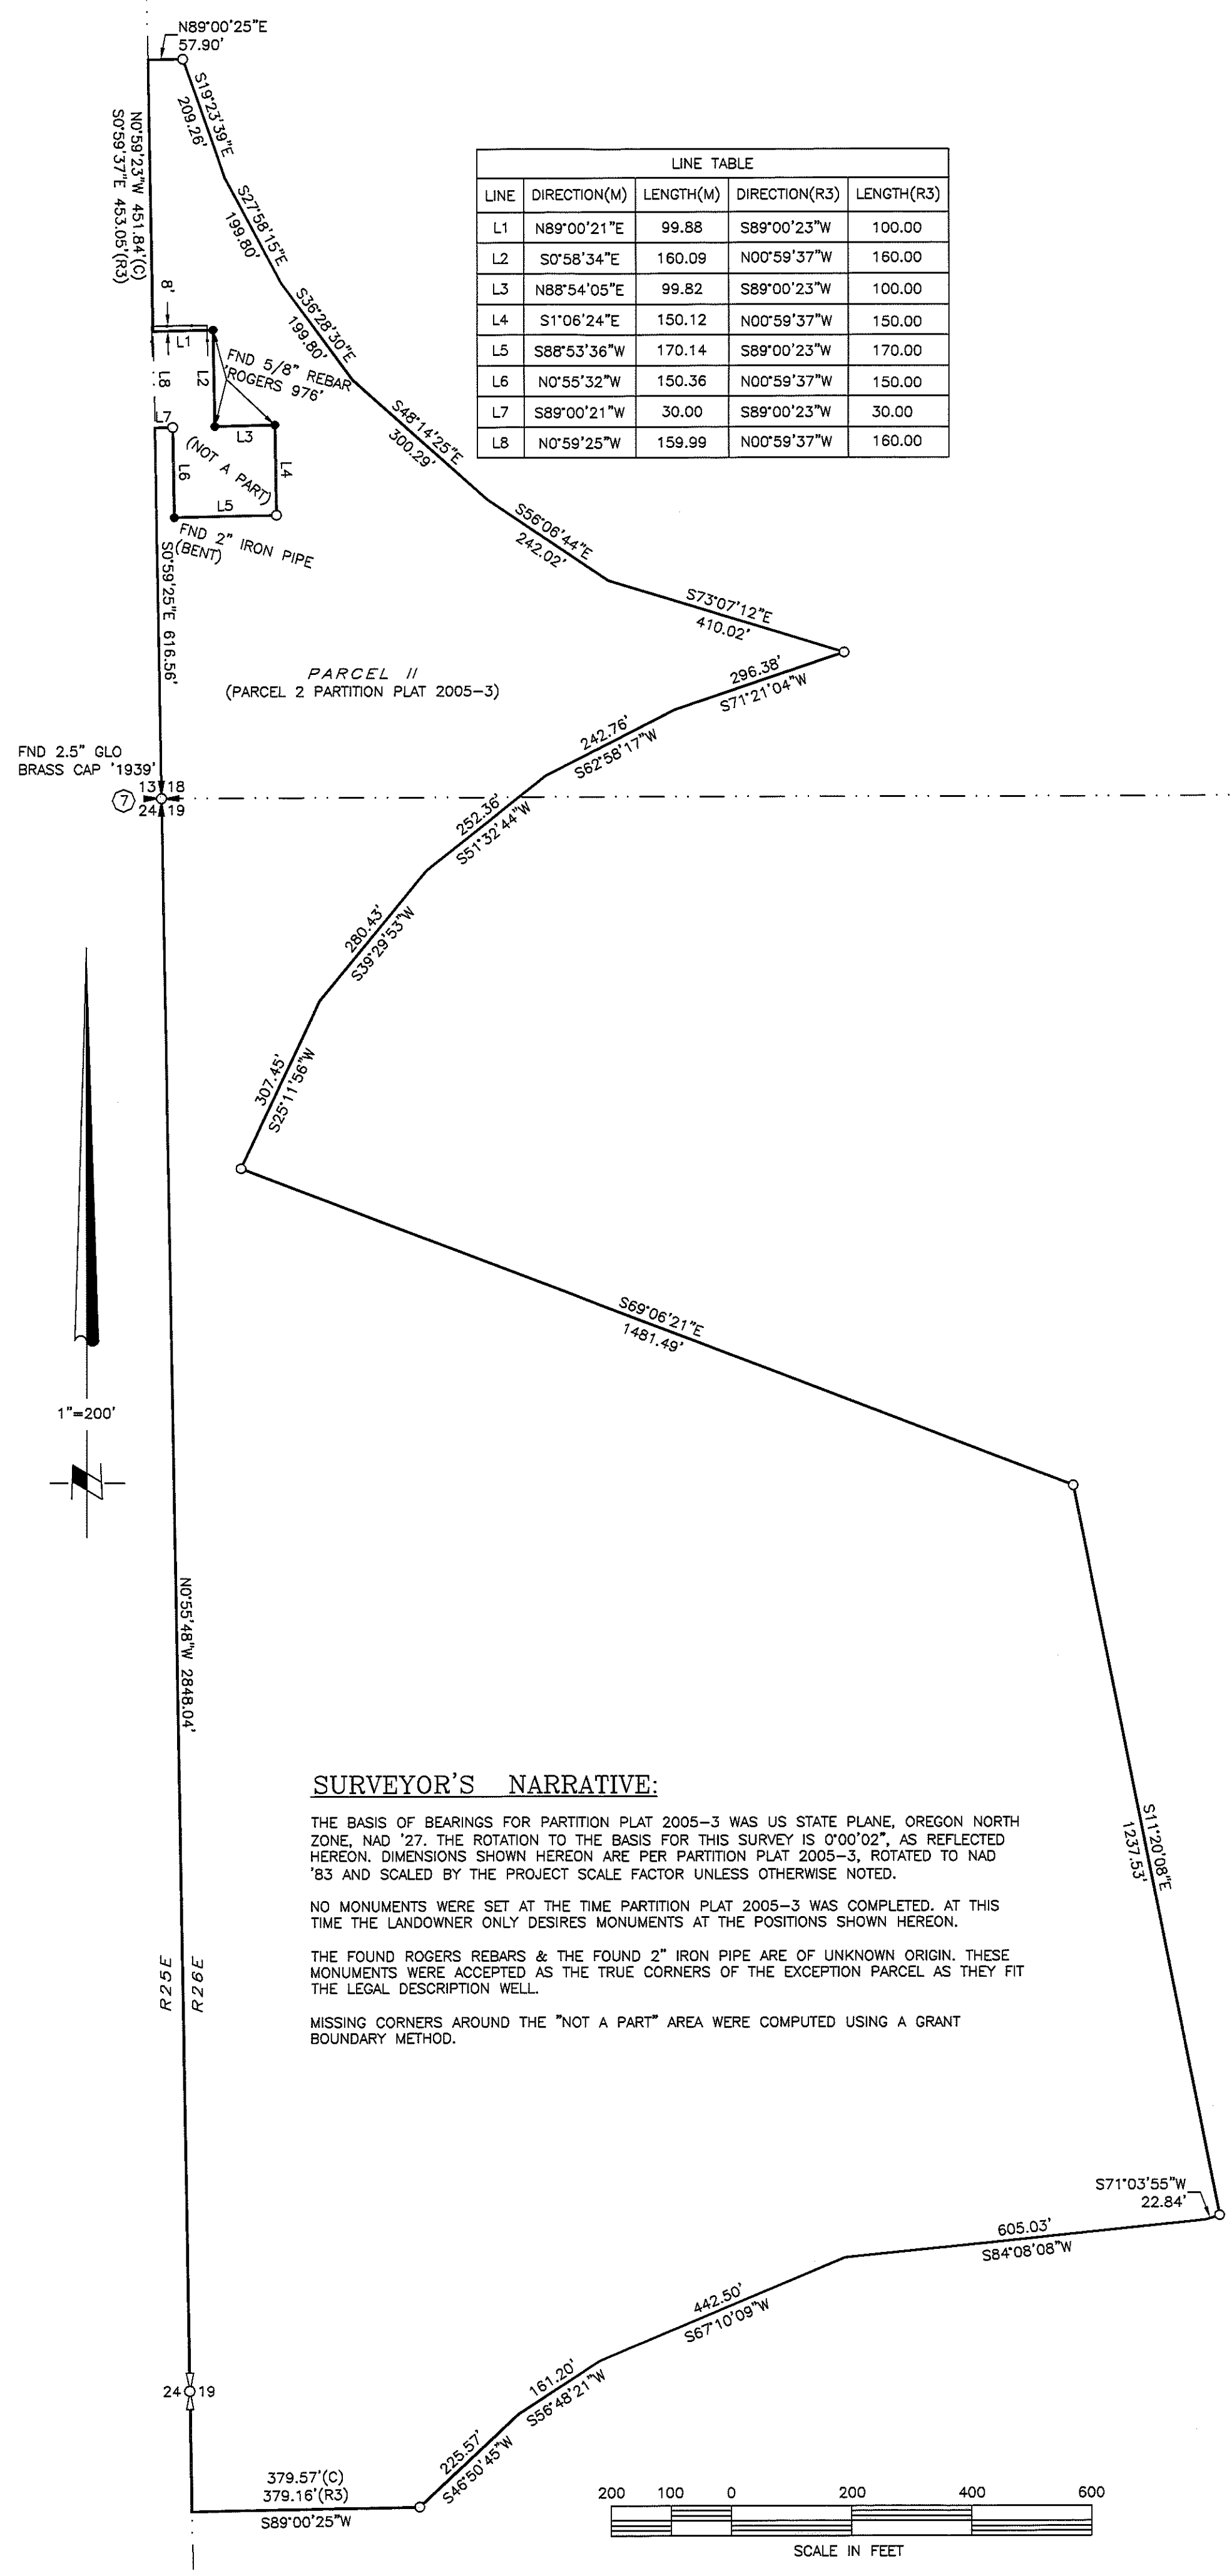 N89°00'25"E
57.90'
S19°23'39"E
209.26'
N0°59'23"W 451.84'(C)
S0°59'37"E 453.05'(R3)
S27°58'15"E
199.80'
S36°28'30"E
199.80'
LINE TABLE
LINE DIRECTION(M) LENGTH(M) DIRECTION(R3) LENGTH(R3)
L1 N89°00'21"E 99.88 S89°00'23"W 100.00
L2 S0°58'34"E 160.09 N00°59'37"W 160.00
L3 N88°54'05"E 99.82 S89°00'23"W 100.00
L4 S1°06'24"E 150.12 N00°59'37"W 150.00
L5 S88°53'36"W 170.14 S89°00'23"W 170.00
L6 N0°55'32"W 150.36 N00°59'37"W 150.00
L7 S89°00'21"W 30.00 S89°00'23"W 30.00
L8 N0°59'25"W 159.99 N00°59'37"W 160.00
8'
L1
L8
L2
FND 5/8" REBAR
'ROGERS 976'
L7
L3
(NOT A PART)
L6
L4
L5
FND 2" IRON PIPE
(BENT)
S48°14'25"E
300.29'
S56°06'44"E
242.02'
S73°07'12"E
410.02'
S0°59'25"E 616.56'
PARCEL II
(PARCEL 2 PARTITION PLAT 2005-3)
296.38'
S71°21'04"W
242.76'
S62°58'17"W
FND 2.5" GLO
BRASS CAP '1939'
13 18
7
24 19
252.36'
S51°32'44"W
280.43'
S39°29'53"W
307.45'
S25°11'56"W
S69°06'21"E
1481.49'
1"=200'
N0°55'48"W 2848.04'
SURVEYOR'S NARRATIVE:
THE BASIS OF BEARINGS FOR PARTITION PLAT 2005-3 WAS US STATE PLANE, OREGON NORTH
ZONE, NAD '27. THE ROTATION TO THE BASIS FOR THIS SURVEY IS 0°00'02", AS REFLECTED
HEREON. DIMENSIONS SHOWN HEREON ARE PER PARTITION PLAT 2005-3, ROTATED TO NAD
'83 AND SCALED BY THE PROJECT SCALE FACTOR UNLESS OTHERWISE NOTED.
NO MONUMENTS WERE SET AT THE TIME PARTITION PLAT 2005-3 WAS COMPLETED. AT THIS
TIME THE LANDOWNER ONLY DESIRES MONUMENTS AT THE POSITIONS SHOWN HEREON.
THE FOUND ROGERS REBARS & THE FOUND 2" IRON PIPE ARE OF UNKNOWN ORIGIN. THESE
MONUMENTS WERE ACCEPTED AS THE TRUE CORNERS OF THE EXCEPTION PARCEL AS THEY FIT
THE LEGAL DESCRIPTION WELL.
MISSING CORNERS AROUND THE "NOT A PART" AREA WERE COMPUTED USING A GRANT
BOUNDARY METHOD.
S11°20'08"E
1237.53'
R25E
R26E
S71°03'55"W
22.84'
605.03'
S84°08'08"W
442.50'
S67°10'09"W
161.20'
S56°48'21"W
225.57'
S46°50'45"W
24 19
379.57'(C)
379.16'(R3)
S89°00'25"W
200 100 0 200 400 600
SCALE IN FEET